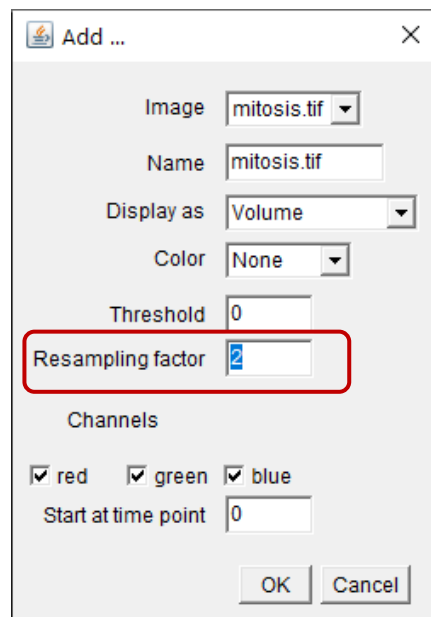 Add ...
Image mitosis.tif
Name mitosis.tif
Display as Volume
Color None
Threshold 0
Resampling factor 2
Channels
red green blue
Start at time point 0
OK Cancel